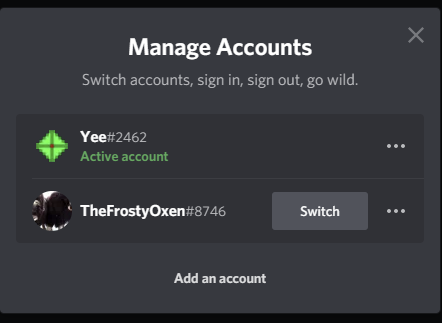 Manage Accounts
Switch accounts, sign in, sign out, go wild.
Yee#2462
Active account
TheFrostyOxen#8746
Switch
Add an account